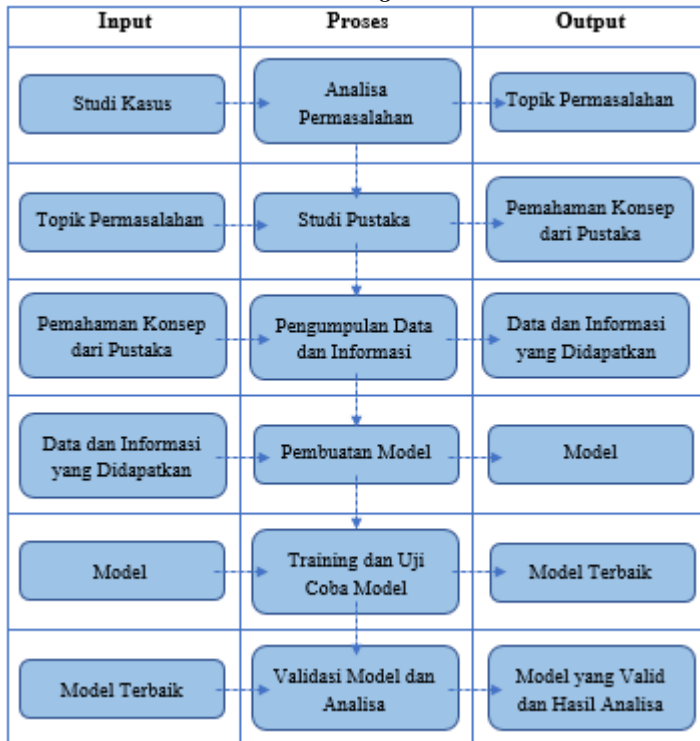 Input
Proses
Output
Studi Kasus
Analisa
Permasalahan
Topik Permasalahan
Topik Permasalahan
Studi Pustaka
Pemahaman Konsep
dari Pustaka
Pemahaman Konsep
dari Pustaka
Pengumpulan Data
dan Informasi
Data dan Informasi
yang Didapatkan
Data dan Informasi
yang Didapatkan
Pembuatan Model
Model
Model
Training dan Uji
Coba Model
Model Terbaik
Model Terbaik
Validasi Model dan
Analisa
Model yang Valid
dan Hasil Analisa